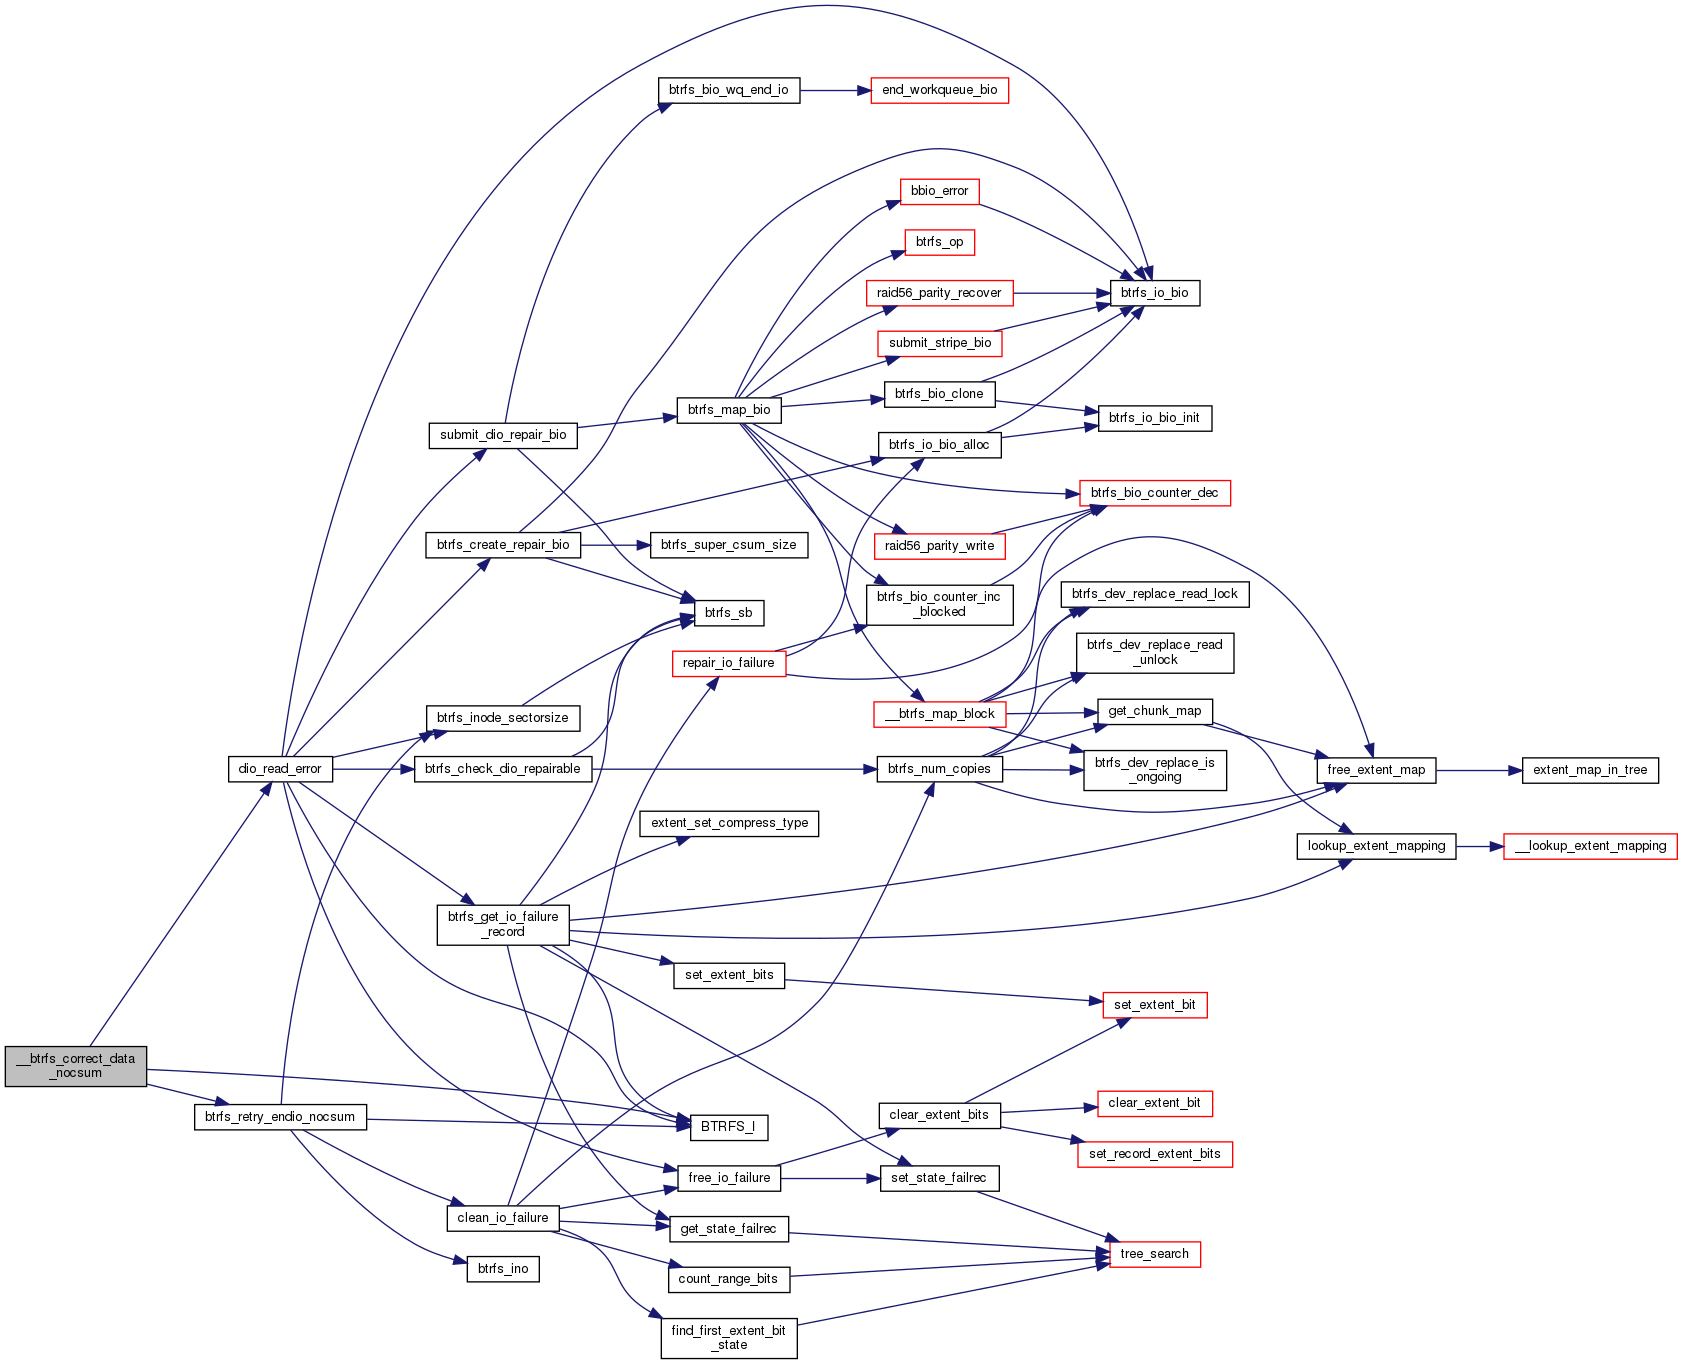 btrfs_bio_wq_end_io
end_workqueue_bio
bbio_error
btrfs_op
raid56_parity_recover
btrfs_io_bio
submit_stripe_bio
btrfs_bio_clone
btrfs_map_bio
btrfs_io_bio_init
submit_dio_repair_bio
btrfs_io_bio_alloc
btrfs_bio_counter_dec
btrfs_create_repair_bio
btrfs_super_csum_size
raid56_parity_write
btrfs_bio_counter_inc
_blocked
btrfs_dev_replace_read_lock
btrfs_sb
btrfs_dev_replace_read
_unlock
repair_io_failure
btrfs_inode_sectorsize
__btrfs_map_block
get_chunk_map
dio_read_error
btrfs_check_dio_repairable
btrfs_num_copies
btrfs_dev_replace_is
_ongoing
free_extent_map
extent_map_in_tree
extent_set_compress_type
lookup_extent_mapping
__lookup_extent_mapping
btrfs_get_io_failure
_record
set_extent_bits
set_extent_bit
__btrfs_correct_data
_nocsum
btrfs_retry_endio_nocsum
BTRFS_I
clear_extent_bits
clear_extent_bit
set_record_extent_bits
free_io_failure
set_state_failrec
clean_io_failure
get_state_failrec
tree_search
btrfs_ino
count_range_bits
find_first_extent_bit
_state